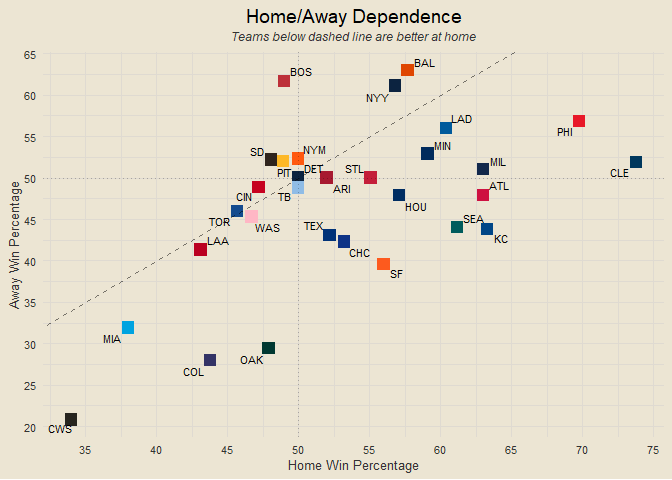 Home/Away Dependence
Teams below dashed line are better at home
65
60
55
50
45
40
35
30
25
20
Away Win Percentage
BOS
BAL
NYY
LAD
PHI
SD
NYM
MIN
PIT
DET
STL
MIL
CLE
CIN
TB
ARI
ATL
HOU
TOR
WAS
TEX
SEA
KC
LAA
CHC
SF
MIA
COL
OAK
CWS
35
40
45
50
55
60
65
70
75
Home Win Percentage